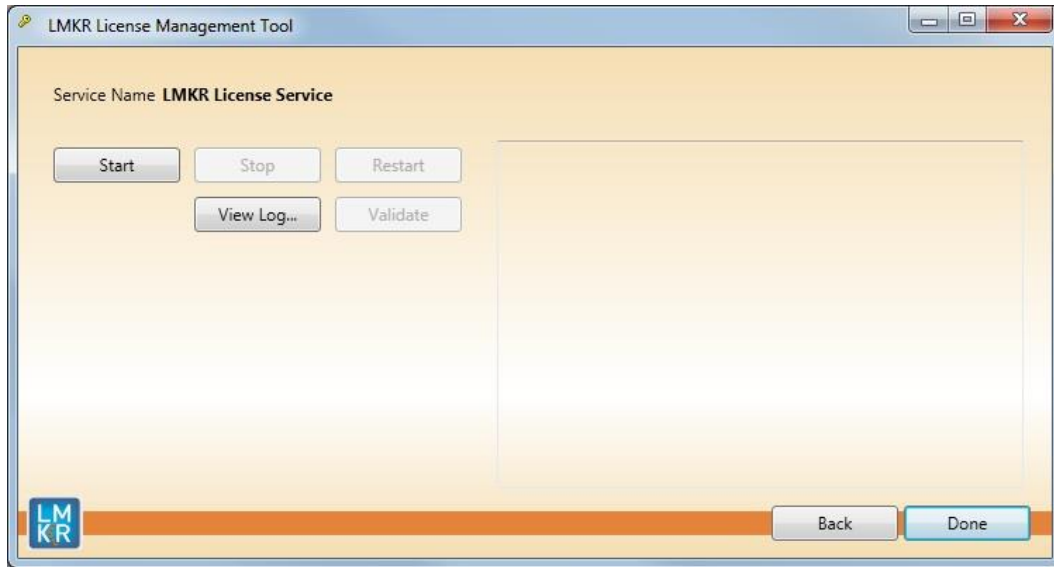 LMKR License Management Tool
Service Name LMKR License Service
Start Stop Restart
View Log... Validate
LM
KR
Back Done